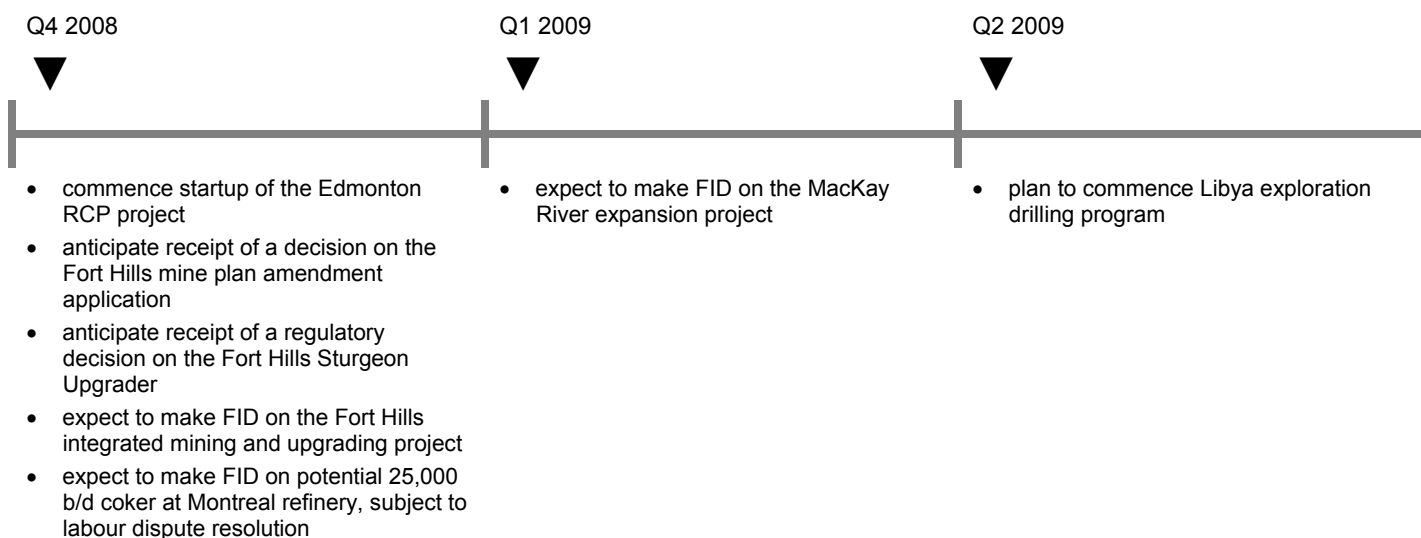 Q4 2008
Q1 2009
Q2 2009
• commence startup of the Edmonton
RCP project
• anticipate receipt of a decision on the
Fort Hills mine plan amendment
application
• anticipate receipt of a regulatory
decision on the Fort Hills Sturgeon
Upgrader
• expect to make FID on the Fort Hills
integrated mining and upgrading project
• expect to make FID on potential 25,000
b/d coker at Montreal refinery, subject to
labour dispute resolution
• expect to make FID on the MacKay
River expansion project
• plan to commence Libya exploration
drilling program